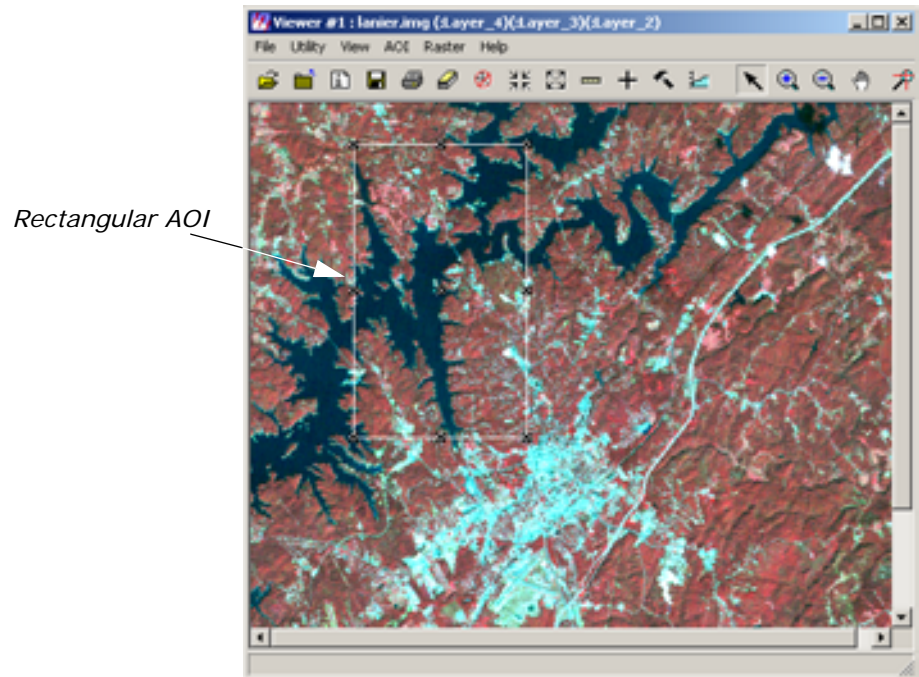 Viewer #1 : lanier.img (:Layer_4)(:Layer_3)(:Layer_2)
File Utility View AOI Raster Help
Rectangular AOI